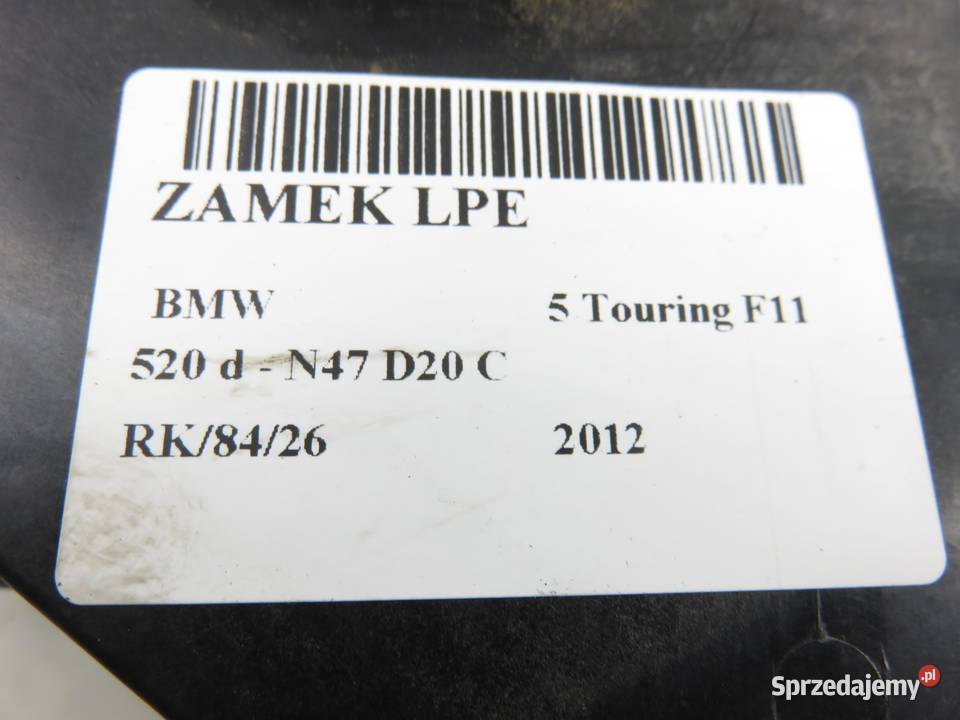 ZAMEK LPE
BMW 5 Touring F11
520 d - N47 D20 C
RK/84/26 2012
Sprzedajemy.pl